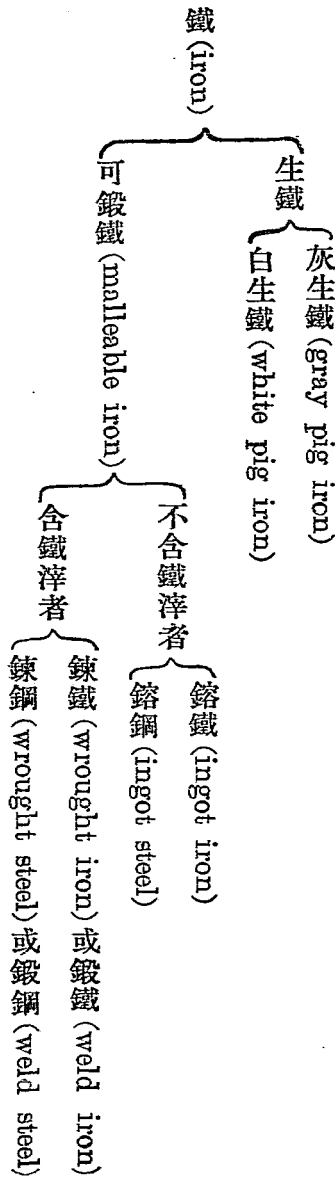 鐵(iron)
生鐵
灰生鐵(gray pig iron)
白生鐵(white pig iron)
可鍛鐵(malleable iron)
不含鐵滓者
鎔鐵(ingot iron)
鎔鋼(ingot steel)
含鐵滓者
鍊鐵(wrought iron)或鍛鐵(weld iron)
鍊鋼(wrought steel)或鍛鋼(weld steel)